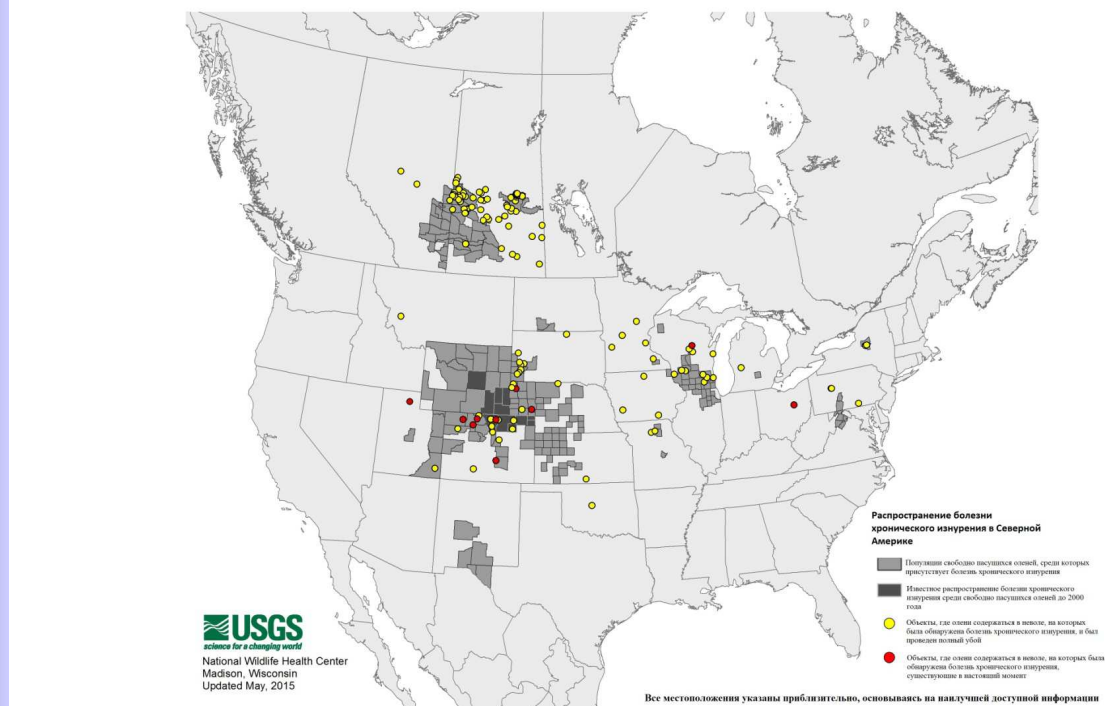 Распространение болезни
хронического изнурения в Северной
Америке
Популяции свободно пасущихся оленей, среди которых
присутствует болезнь хронического изнурения
Известное распространение болезни хронического
изнурения среди свободно пасущихся оленей до 2000
года
Объекты, где олени содержаться в неволе, на которых
была обнаружена болезнь хронического изнурения, и был
проведен полный убой
Объекты, где олени содержаться в неволе, на которых была
обнаружена болезнь хронического изнурения,
существующие в настоящий момент
USGS
science for a changing world
National Wildlife Health Center
Madison, Wisconsin
Updated May, 2015
Все местоположения указаны приблизительно, основываясь на наилучшей доступной информации